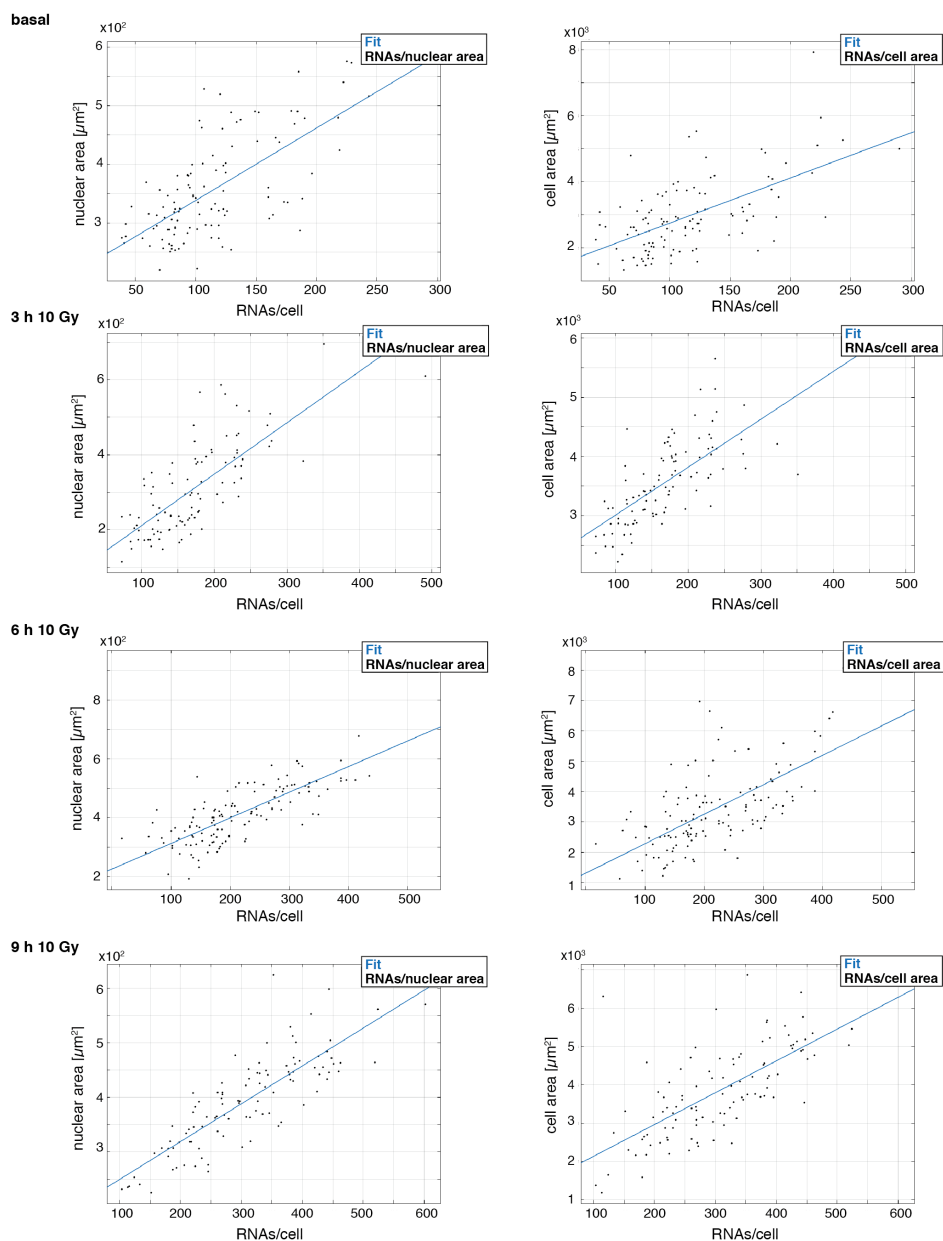 basal
x10²
Fit
RNAs/nuclear area
nuclear area [µm²]
6
5
4
3
50 100 150 200 250 300
RNAs/cell
x10³
Fit
RNAs/cell area
cell area [µm²]
8
6
4
2
50 100 150 200 250 300
RNAs/cell
3 h 10 Gy
x10²
Fit
RNAs/nuclear area
nuclear area [µm²]
6
4
2
100 200 300 400 500
RNAs/cell
x10³
Fit
RNAs/cell area
cell area [µm²]
6
5
4
3
100 200 300 400 500
RNAs/cell
6 h 10 Gy
x10²
Fit
RNAs/nuclear area
nuclear area [µm²]
8
6
4
2
100 200 300 400 500
RNAs/cell
x10³
Fit
RNAs/cell area
cell area [µm²]
8
7
6
5
4
3
2
1
100 200 300 400 500
RNAs/cell
9 h 10 Gy
x10²
Fit
RNAs/nuclear area
nuclear area [µm²]
6
5
4
3
100 200 300 400 500 600
RNAs/cell
x10³
Fit
RNAs/cell area
cell area [µm²]
6
5
4
3
2
1
100 200 300 400 500 600
RNAs/cell